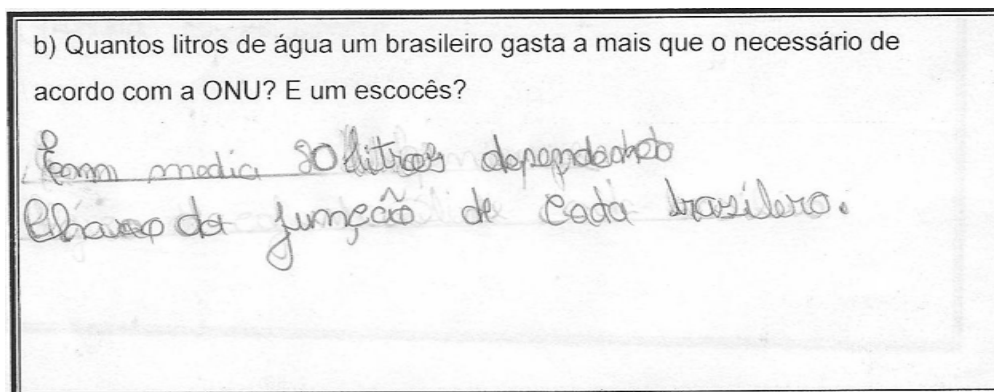 b) Quantos litros de água um brasileiro gasta a mais que o necessário de
acordo com a ONU? E um escocês?
media litros
da função de cada brasilero.